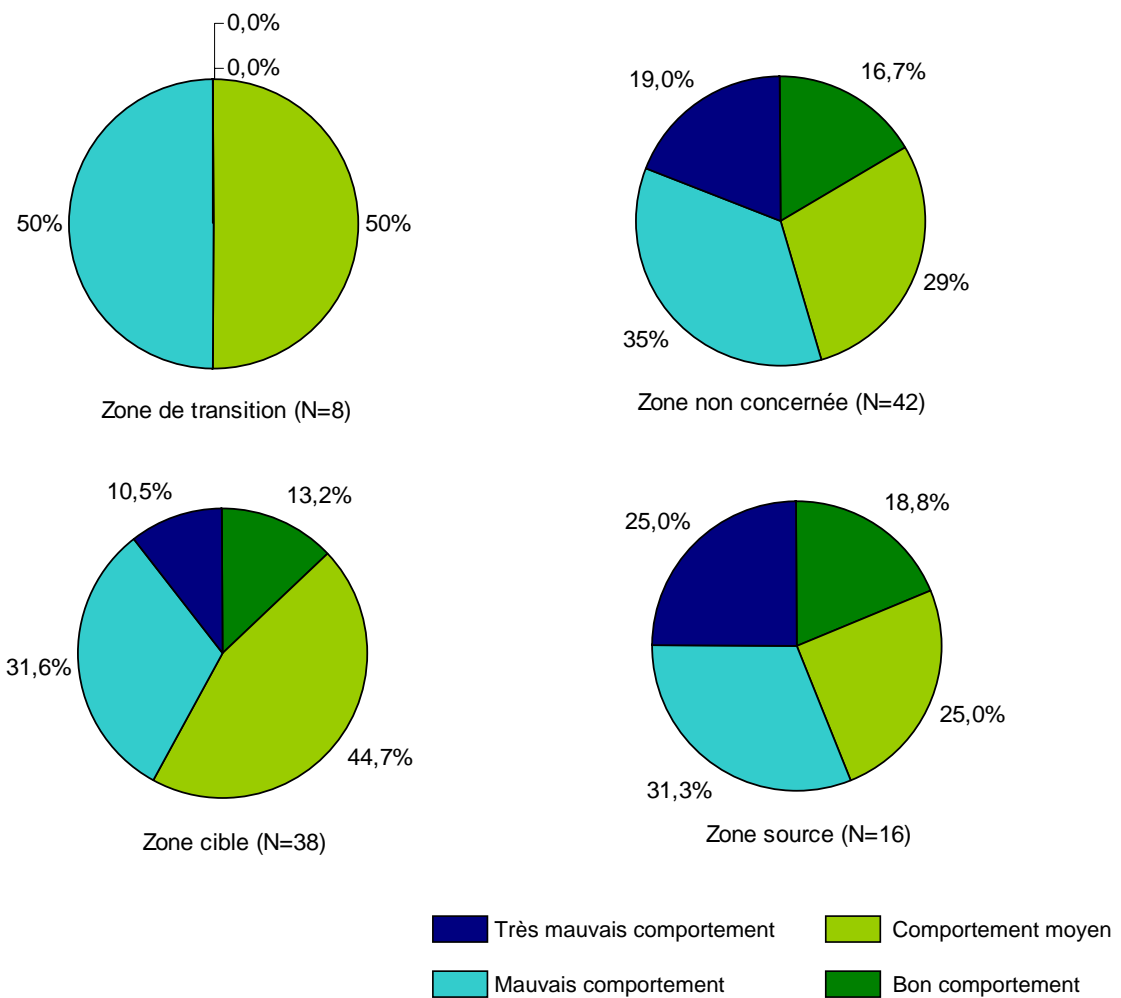 0,0%
0,0%
50%
50%
Zone de transition (N=8)
19,0%
16,7%
29%
35%
Zone non concernée (N=42)
10,5%
13,2%
31,6%
44,7%
Zone cible (N=38)
25,0%
18,8%
25,0%
31,3%
Zone source (N=16)
Très mauvais comportement
Comportement moyen
Mauvais comportement
Bon comportement